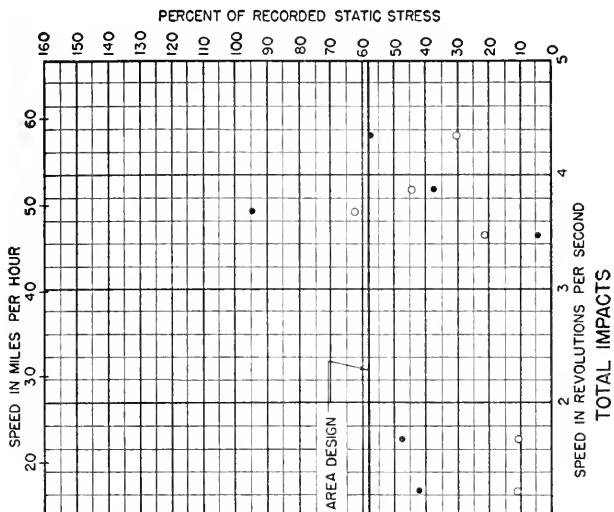 PERCENT OF RECORDED STATIC STRESS
160 150 140 130 120 110 100 90 80 70 60 50 40 30 20 10 0
SPEED IN MILES PER HOUR
60
50
40
30
20
AREA DESIGN
5
4
3
2
SPEED IN REVOLUTIONS PER SECOND
TOTAL IMPACTS